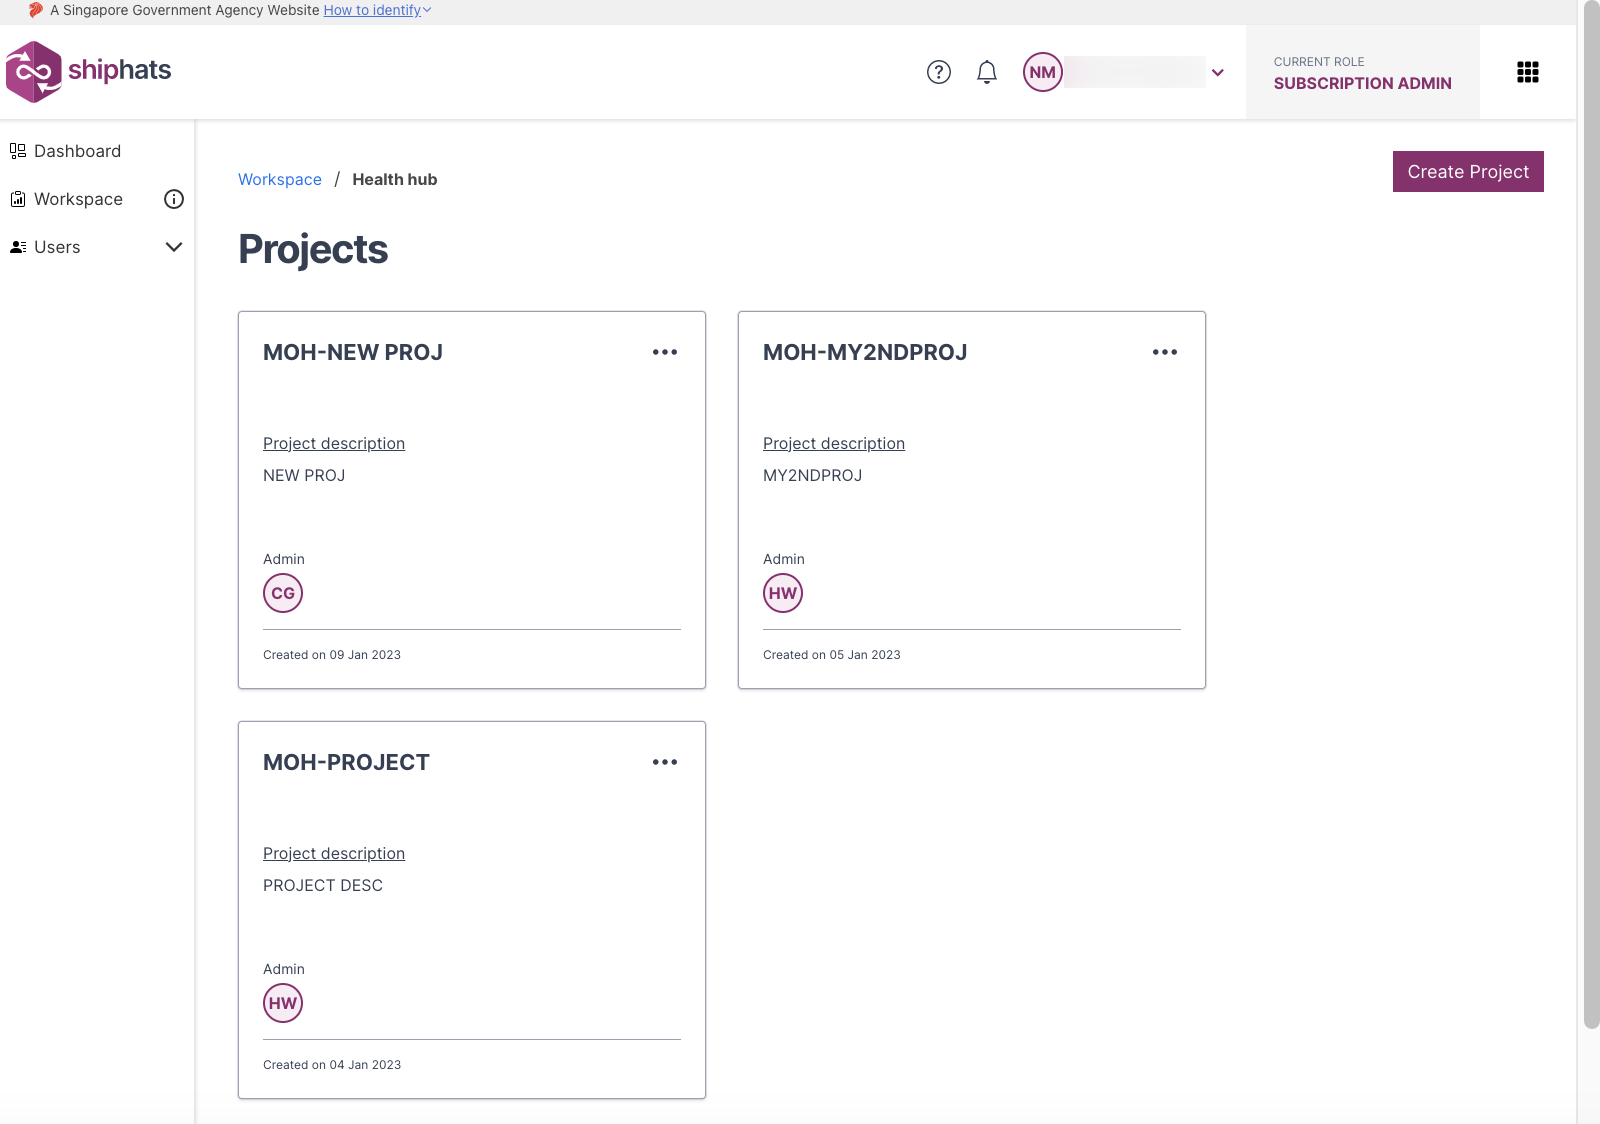 A Singapore Government Agency Website How to identify
shiphats
NM
CURRENT ROLE
SUBSCRIPTION ADMIN
Dashboard
Workspace
Users
Workspace / Health hub
Create Project
Projects
MOH-NEW PROJ
Project description
NEW PROJ
Admin
CG
Created on 09 Jan 2023
MOH-MY2NDPROJ
Project description
MY2NDPROJ
Admin
HW
Created on 05 Jan 2023
MOH-PROJECT
Project description
PROJECT DESC
Admin
HW
Created on 04 Jan 2023